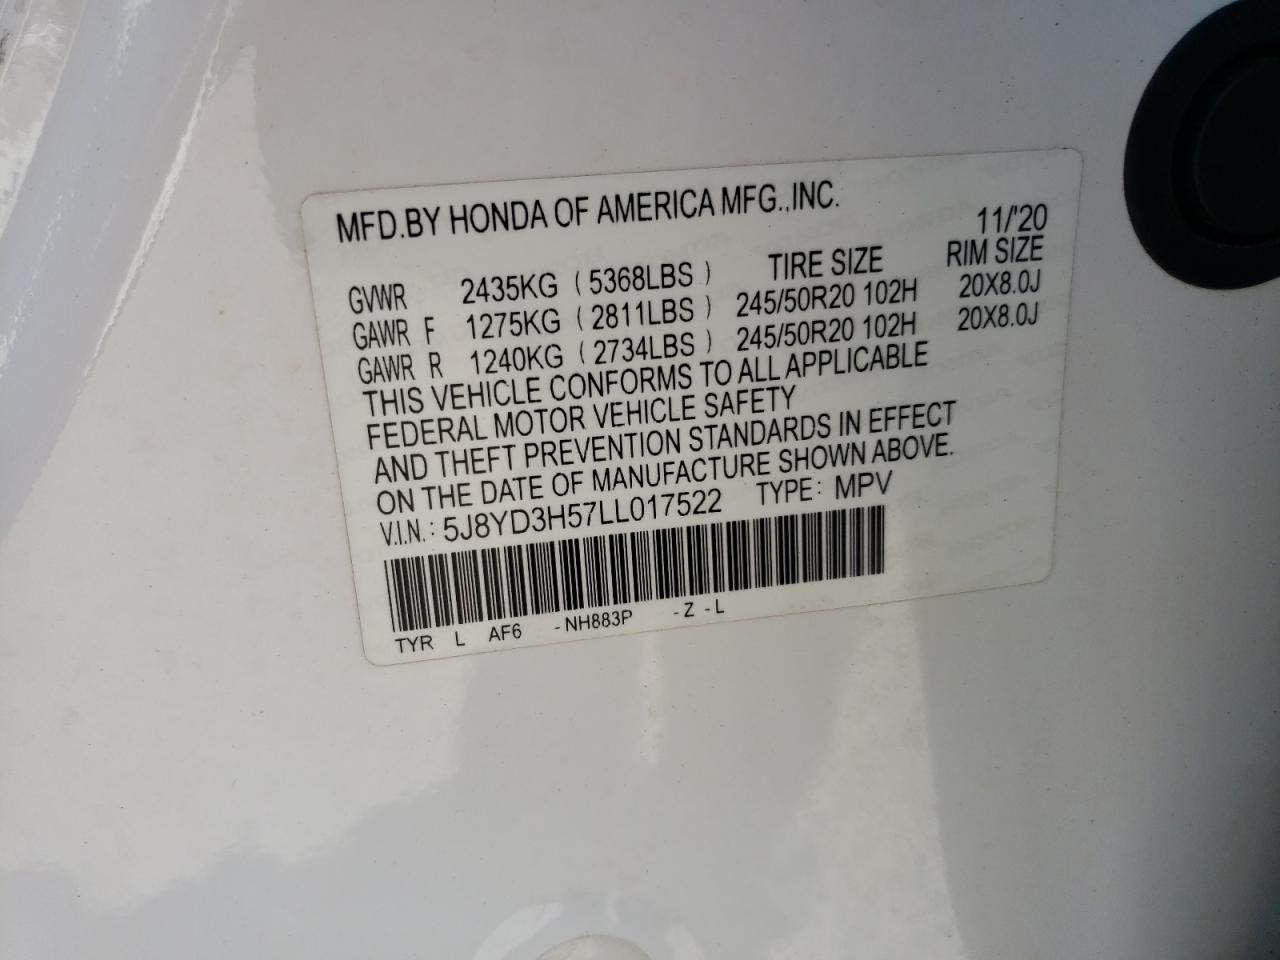 MFD.BY HONDA OF AMERICA MFG.,INC.
11/'20
GVWR 2435KG ( 5368LBS ) TIRE SIZE RIM SIZE
GAWR F 1275KG ( 2811LBS ) 245/50R20 102H 20X8.0J
GAWR R 1240KG ( 2734LBS ) 245/50R20 102H 20X8.0J
THIS VEHICLE CONFORMS TO ALL APPLICABLE
FEDERAL MOTOR VEHICLE SAFETY
AND THEFT PREVENTION STANDARDS IN EFFECT
ON THE DATE OF MANUFACTURE SHOWN ABOVE.
V.I.N.: 5J8YD3H57LL017522 TYPE: MPV
TYR L AF6 -NH883P -Z -L